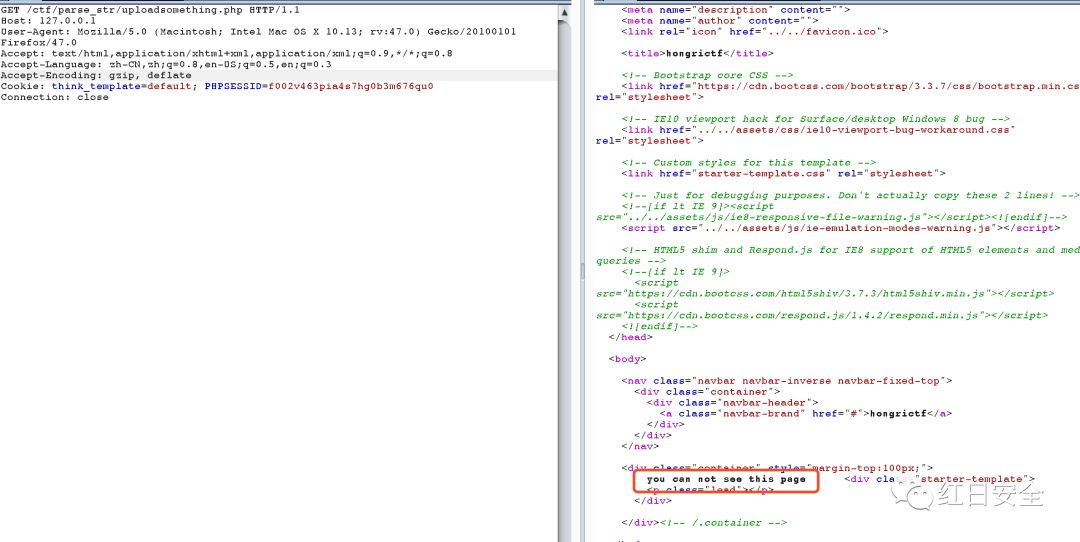 GET /ctf/parse_str/uploadsomething.php HTTP/1.1
Host: 127.0.0.1
User-Agent: Mozilla/5.0 (Macintosh; Intel Mac OS X 10.13; rv:47.0) Gecko/20100101
Firefox/47.0
Accept: text/html,application/xhtml+xml,application/xml;q=0.9,*/*;q=0.8
Accept-Language: zh-CN,zh;q=0.8,en-US;q=0.5,en;q=0.3
Accept-Encoding: gzip, deflate
Cookie: think_template=default; PHPSESSID=f002v463pia4s7hg0b3m676qu0
Connection: close
<meta name="description" content="">
<meta name="author" content="">
<link rel="icon" href="../../favicon.ico">
<title>hongrictf</title>
<!-- Bootstrap core CSS -->
<link href="https://cdn.bootcss.com/bootstrap/3.3.7/css/bootstrap.min.cs
rel="stylesheet">
<!-- IE10 viewport hack for Surface/desktop Windows 8 bug -->
<link href="../../assets/css/ie10-viewport-bug-workaround.css"
rel="stylesheet">
<!-- Custom styles for this template -->
<link href="starter-template.css" rel="stylesheet">
<!-- Just for debugging purposes. Don't actually copy these 2 lines! -->
<!--[if lt IE 9]><script
src="../../assets/js/ie8-responsive-file-warning.js"></script><![endif]-->
<script src="../../assets/js/ie-emulation-modes-warning.js"></script>
<!-- HTML5 shim and Respond.js for IE8 support of HTML5 elements and med
queries -->
<!--[if lt IE 9]>
<script
src="https://cdn.bootcss.com/html5shiv/3.7.3/html5shiv.min.js"></script>
<script
src="https://cdn.bootcss.com/respond.js/1.4.2/respond.min.js"></script>
<![endif]-->
</head>
<body>
<nav class="navbar navbar-inverse navbar-fixed-top">
<div class="container">
<div class="navbar-header">
<a class="navbar-brand" href="#">hongrictf</a>
</div>
</div>
</nav>
<div class="container" style="margin-top:100px;">
you can not see this page <div class="starter-template">
<p class="lead"></p>
</div>
</div><!-- /.container -->
红日安全